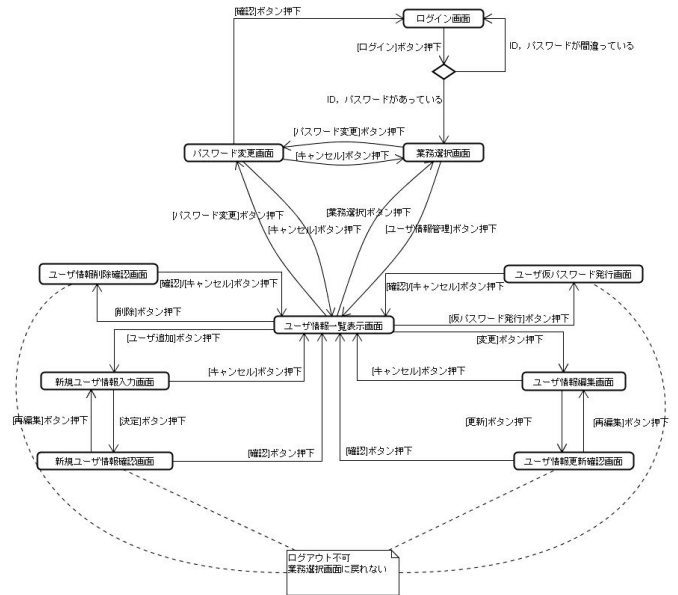 [確認]ボタン押下
ログイン画面
[ログイン]ボタン押下
ID，パスワードが間違っている
ID，パスワードがあっている
[パスワード変更]ボタン押下
パスワード変更画面
[キャンセル]ボタン押下
業務選択画面
[パスワード変更]ボタン押下
[業務選択]ボタン押下
[キャンセル]ボタン押下
[ユーザ情報管理]ボタン押下
ユーザ情報削除確認画面
[確認]/[キャンセル]ボタン押下
[確認]/[キャンセル]ボタン押下
ユーザ仮パスワード発行画面
[削除]ボタン押下
ユーザ情報一覧表示画面
[仮パスワード発行]ボタン押下
[ユーザ追加]ボタン押下
[変更]ボタン押下
新規ユーザ情報入力画面
[キャンセル]ボタン押下
[キャンセル]ボタン押下
ユーザ情報編集画面
[再編集]ボタン押下
[決定]ボタン押下
[更新]ボタン押下
[再編集]ボタン押下
新規ユーザ情報確認画面
[確認]ボタン押下
[確認]ボタン押下
ユーザ情報更新確認画面
ログアウト不可
業務選択画面に戻れない